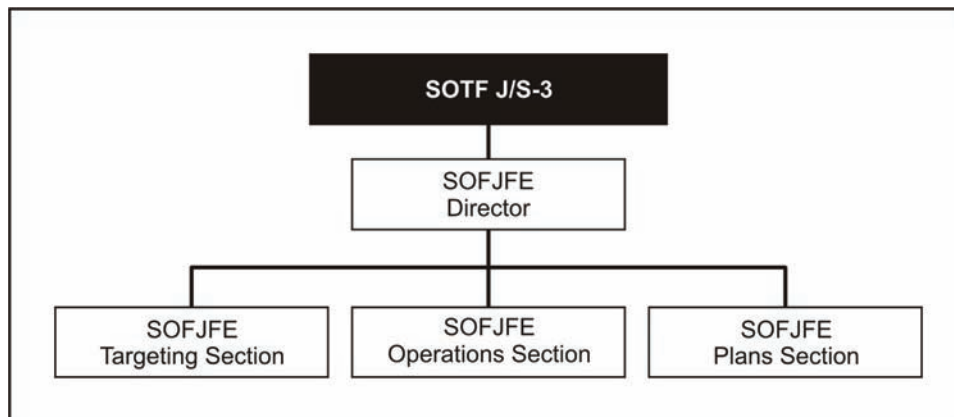 SOTF J/S-3
SOFJFE
Director
SOFJFE
Targeting Section
SOFJFE
Operations Section
SOFJFE
Plans Section